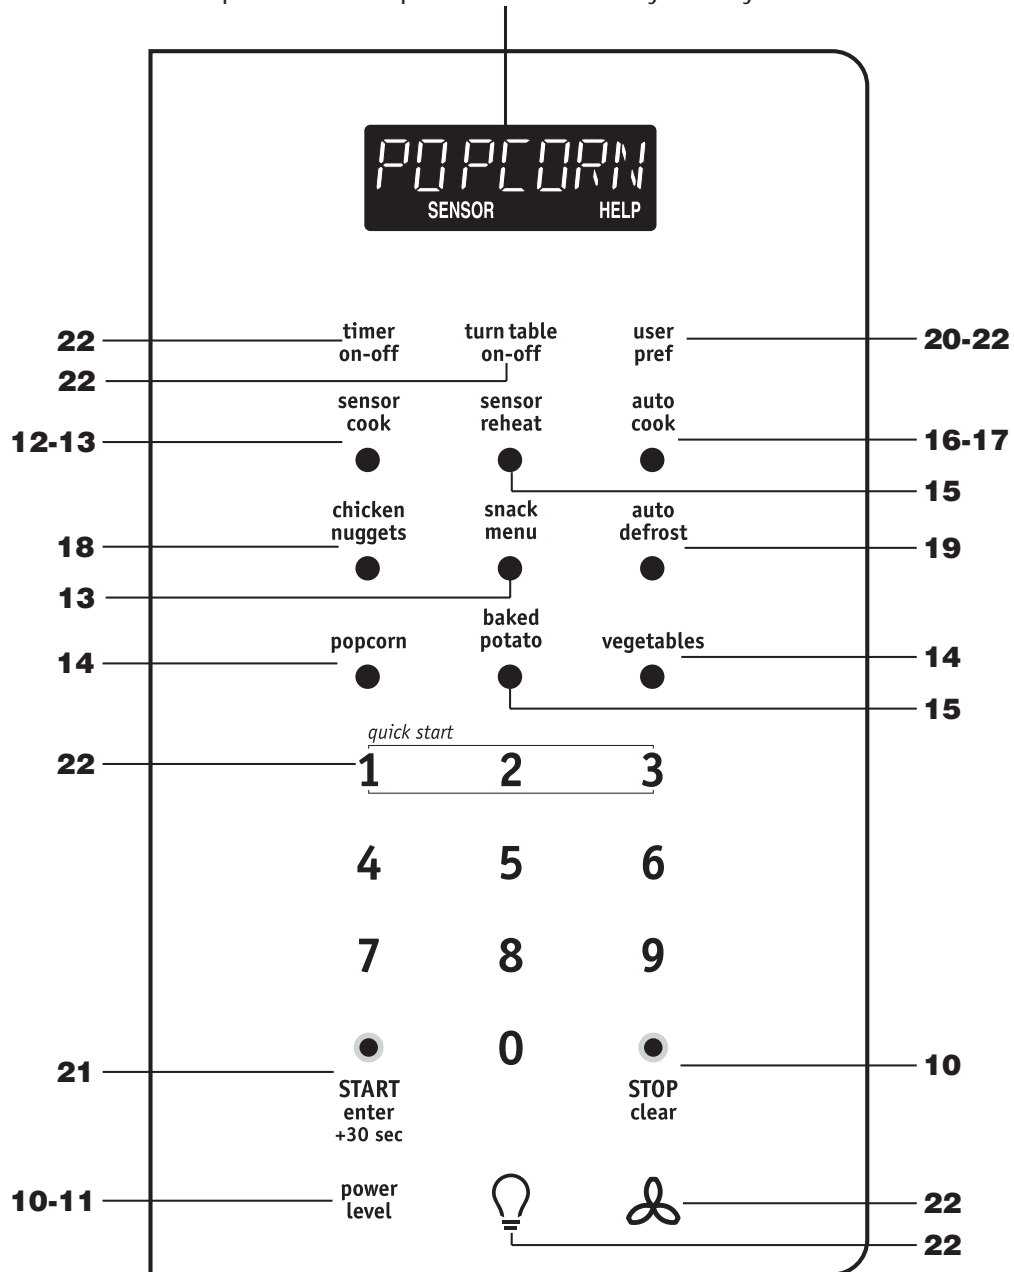 POPCORN
SENSOR HELP
22 timer on-off
turn table on-off
user pref 20-22
22
sensor cook
sensor reheat
auto cook
12-13
16-17
15
chicken nuggets
snack menu
auto defrost
18
19
13
popcorn
baked potato
vegetables
14
14
15
quick start
22
1 2 3
4 5 6
7 8 9
0
21
10
START
enter
+30 sec
STOP
clear
10-11
power
level
22
22